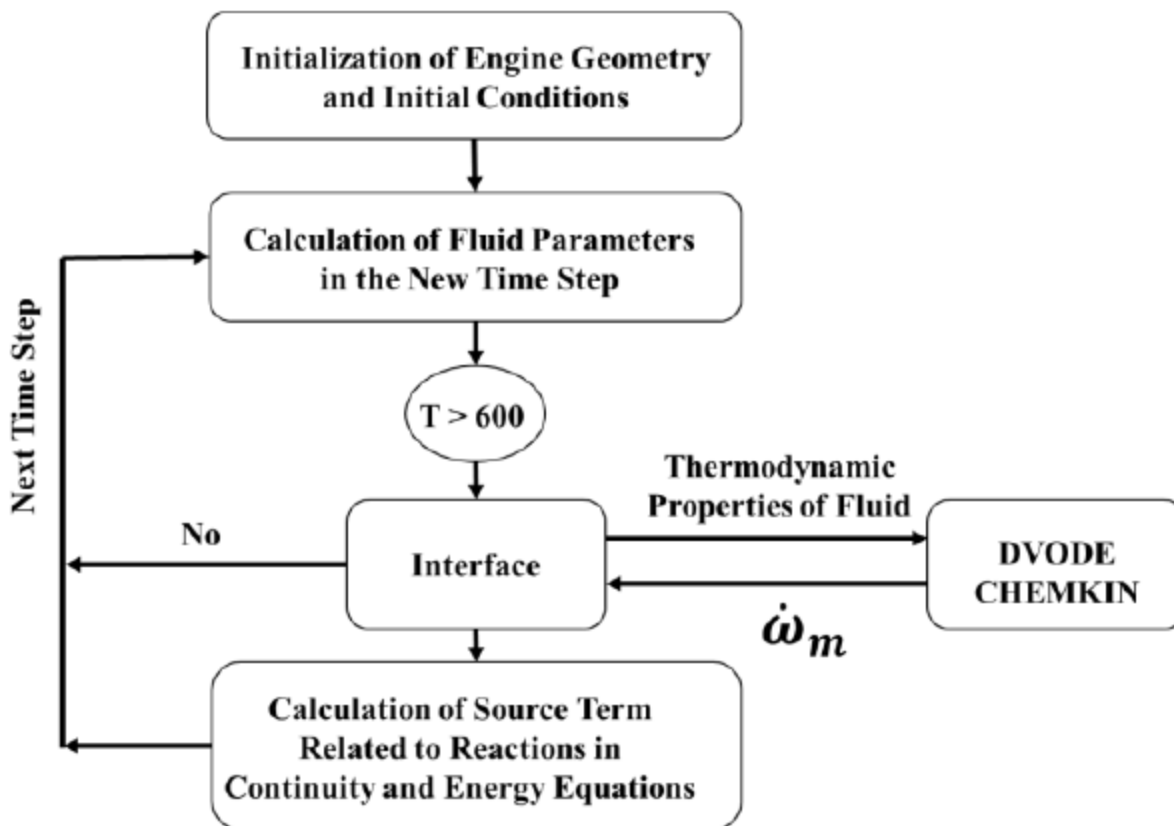 Initialization of Engine Geometry
and Initial Conditions
Calculation of Fluid Parameters
in the New Time Step
Next Time Step
T > 600
Thermodynamic
Properties of Fluid
No
Interface
DVODE
CHEMKIN
ω̇ₘ
Calculation of Source Term
Related to Reactions in
Continuity and Energy Equations